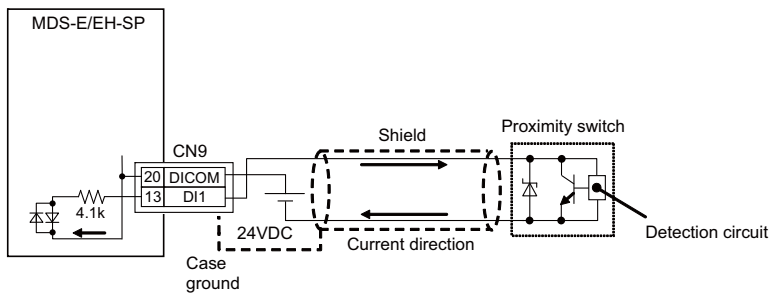 MDS-E/EH-SP
CN9
20 DICOM
13 DI1
4.1k
24VDC
Case
ground
Shield
Current direction
Proximity switch
Detection circuit